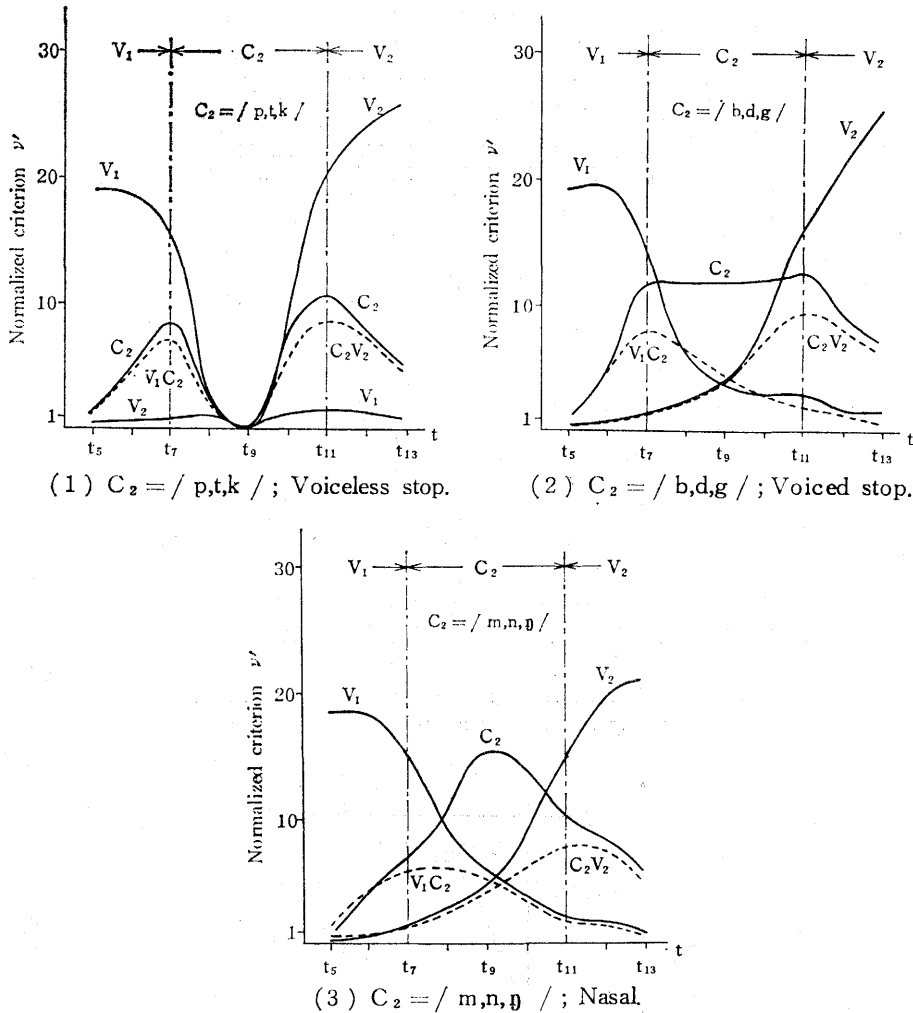 V₁ C₂ V₂
30
C₂ = / p,t,k /
V₂
V₁
20
Normalized criterion ν′
10
C₂
C₂
V₁C₂
C₂V₂
V₂
V₁
1
t
t₅ t₇ t₉ t₁₁ t₁₃
(1) C₂ = / p,t,k / ; Voiceless stop.
V₁ C₂ V₂
30
C₂ = / b,d,g /
V₂
V₁
20
Normalized criterion ν′
C₂
10
V₁C₂
C₂V₂
1
t
t₅ t₇ t₉ t₁₁ t₁₃
(2) C₂ = / b,d,g / ; Voiced stop.
V₁ C₂ V₂
30
C₂ = / m,n,ŋ /
V₂
V₁
20
Normalized criterion ν′
C₂
10
V₁C₂
C₂V₂
1
t
t₅ t₇ t₉ t₁₁ t₁₃
(3) C₂ = / m,n,ŋ / ; Nasal.